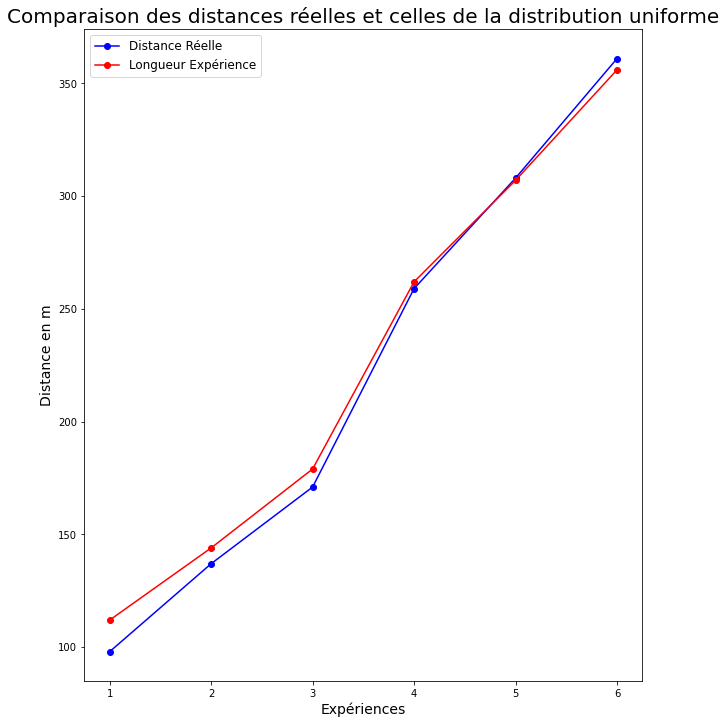 Comparaison des distances réelles et celles de la distribution uniforme
Distance Réelle
Longueur Expérience
350
300
250
200
150
100
Distance en m
1 2 3 4 5 6
Expériences